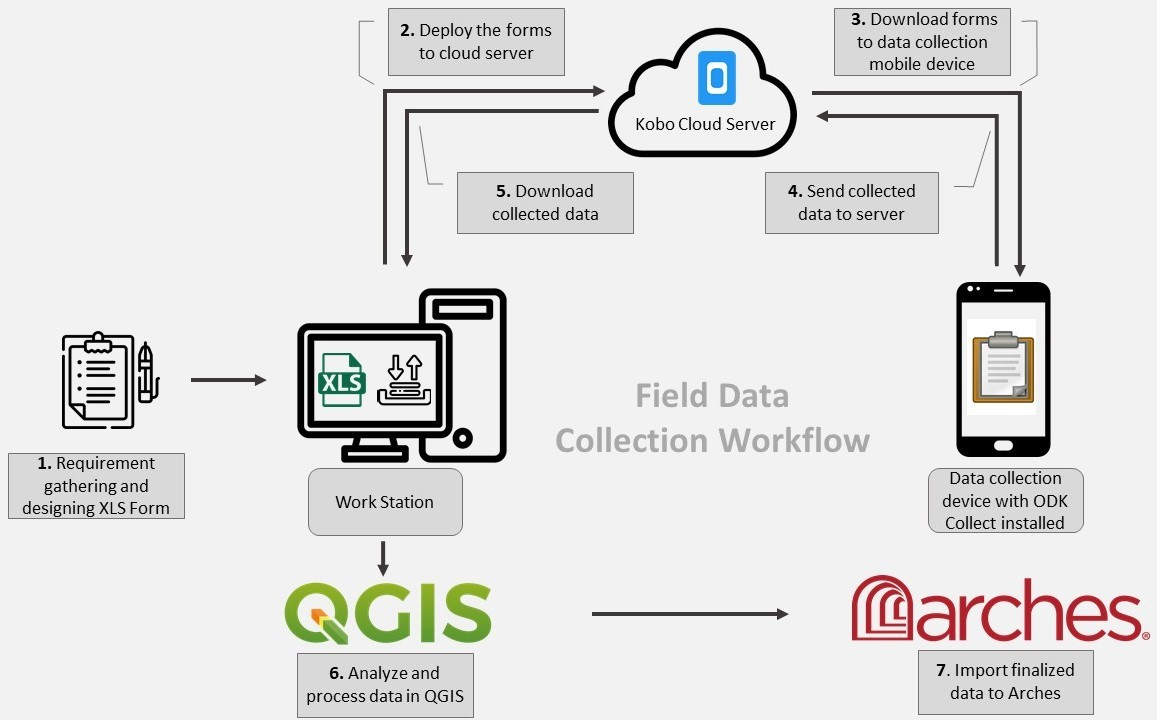 2. Deploy the forms
to cloud server
3. Download forms
to data collection
mobile device
Kobo Cloud Server
5. Download
collected data
4. Send collected
data to server
XLS
Field Data
Collection Workflow
1. Requirement
gathering and
designing XLS Form
Work Station
Data collection
device with ODK
Collect installed
QGIS
arches®
6. Analyze and
process data in QGIS
7. Import finalized
data to Arches